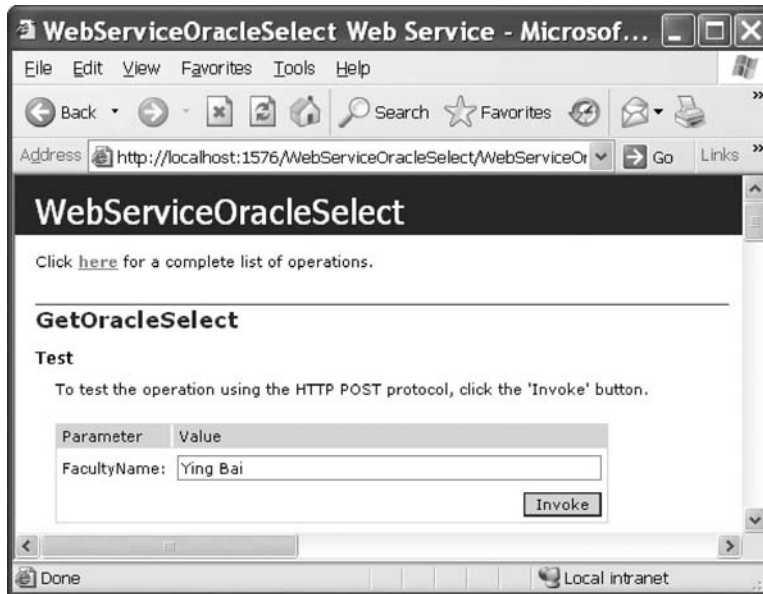 WebServiceOracleSelect Web Service - Microsof...
File Edit View Favorites Tools Help
Back Search Favorites »
Address http://localhost:1576/WebServiceOracleSelect/WebServiceOr Go Links »
WebServiceOracleSelect
Click here for a complete list of operations.
GetOracleSelect
Test
To test the operation using the HTTP POST protocol, click the 'Invoke' button.
Parameter Value
FacultyName: Ying Bai
Invoke
Done Local intranet